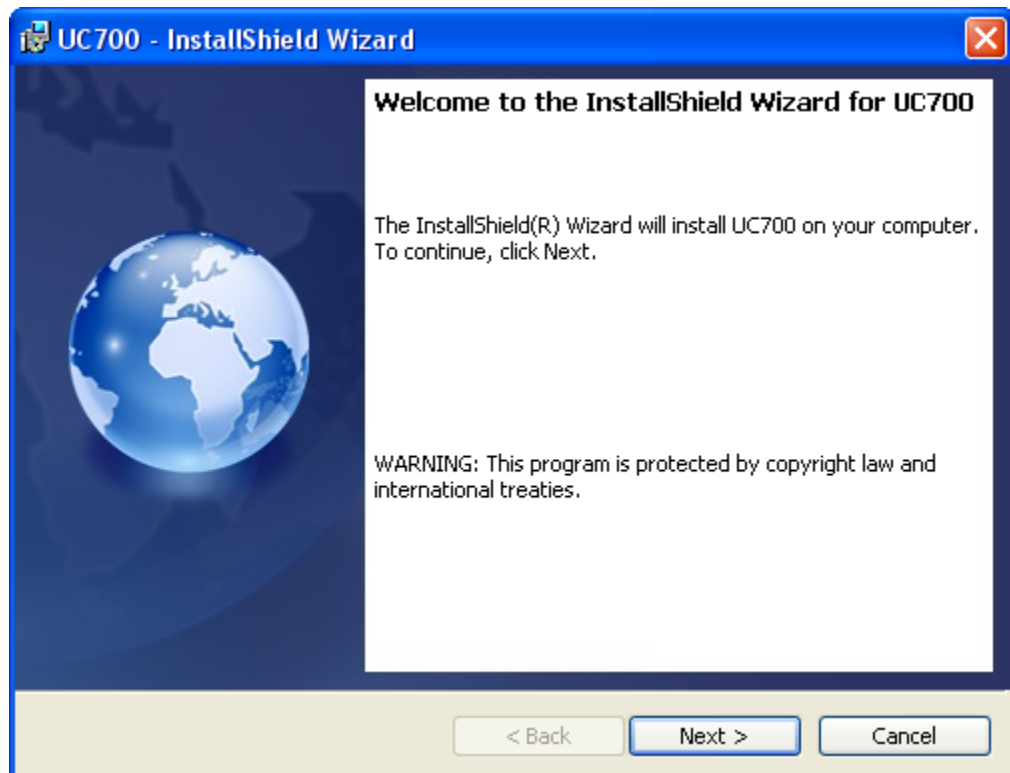 UC700 - InstallShield Wizard
Welcome to the InstallShield Wizard for UC700
The InstallShield(R) Wizard will install UC700 on your computer.
To continue, click Next.
WARNING: This program is protected by copyright law and
international treaties.
< Back
Next >
Cancel